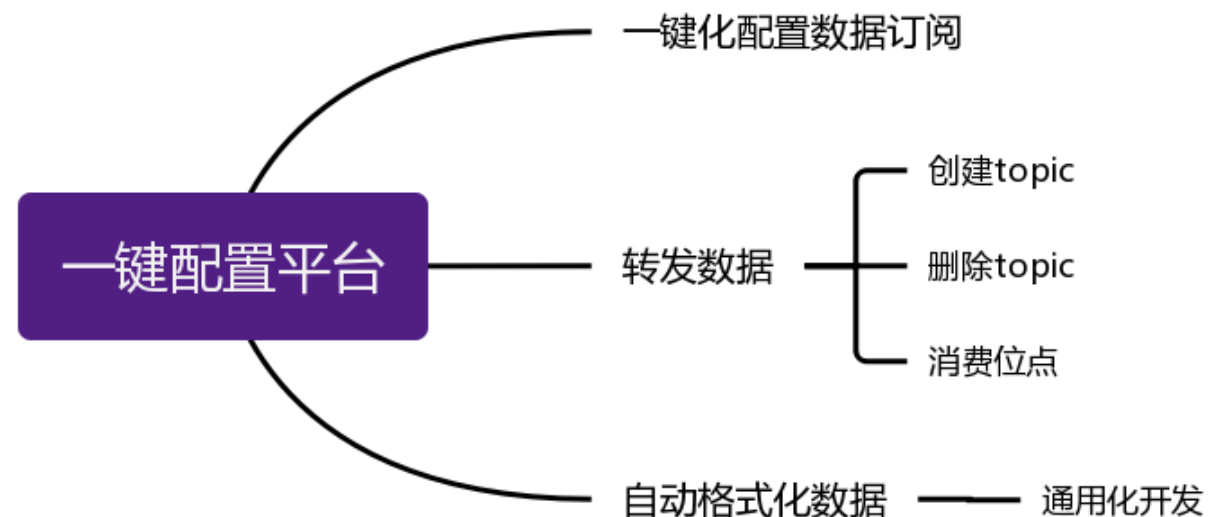 一键化配置数据订阅
创建topic
一键配置平台
转发数据
删除topic
消费位点
自动格式化数据
通用化开发